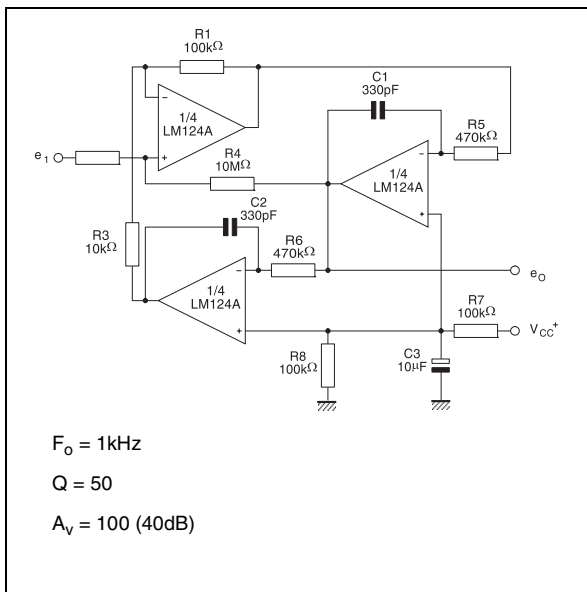 R1
100kΩ
C1
330pF
1/4
LM124A
R5
470kΩ
e1
R4
10MΩ
1/4
LM124A
C2
330pF
R3
10kΩ
R6
470kΩ
1/4
LM124A
eO
R7
100kΩ
VCC+
R8
100kΩ
C3
10µF
Fo = 1kHz
Q = 50
Av = 100 (40dB)